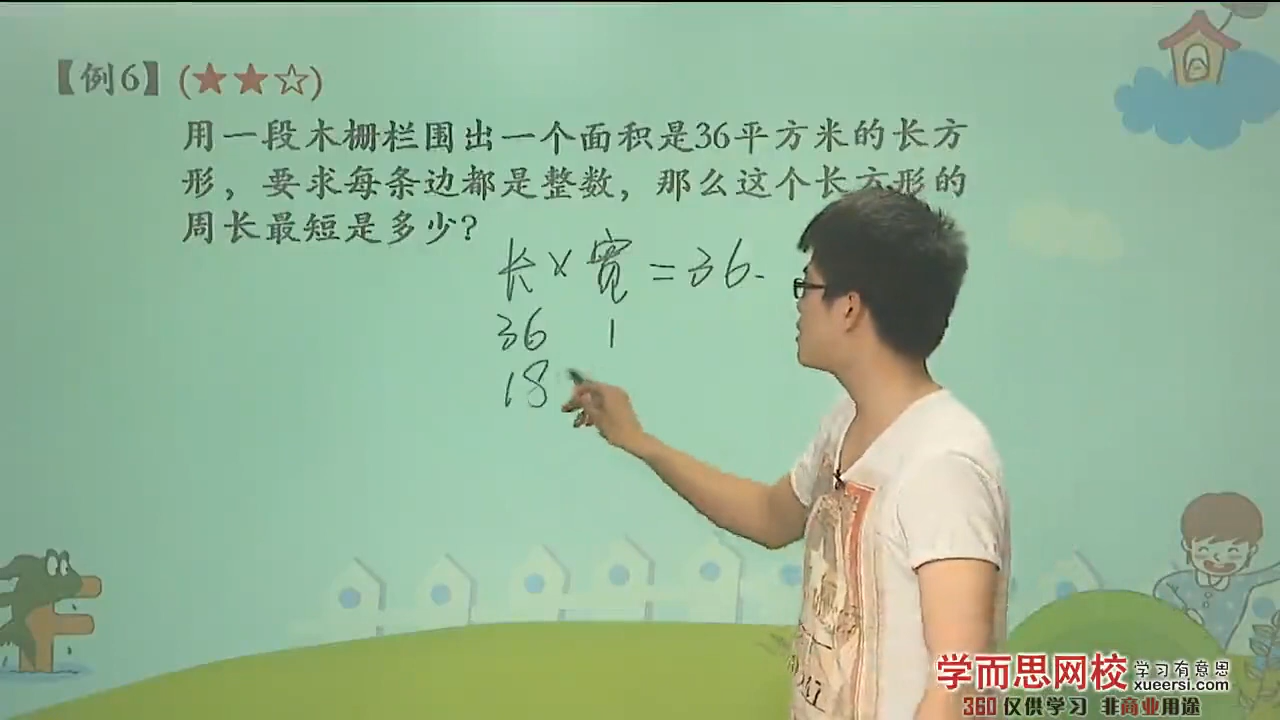 【例6】(★★☆)
用一段木栅栏围出一个面积是36平方米的长方
形，要求每条边都是整数，那么这个长方形的
周长最短是多少?
长×宽=36.
36 1
18
学而思网校 学习有意思
xueersi.com
360 仅供学习 非商业用途